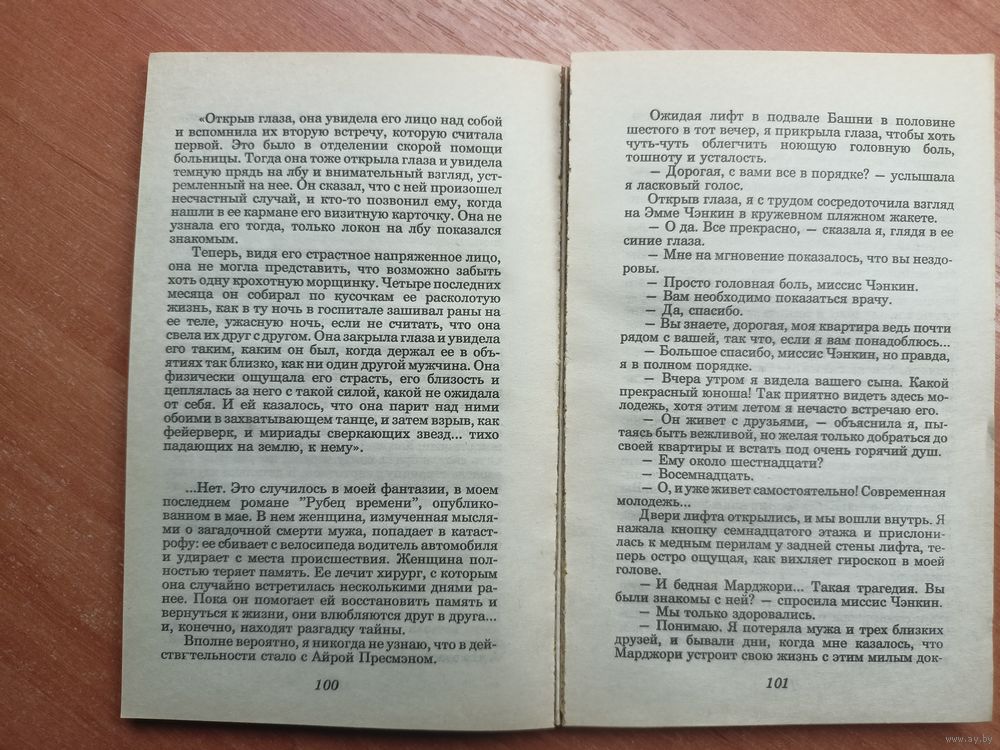 «Открыв глаза, она увидела его лицо над собой
и вспомнила их вторую встречу, которую считала
первой. Это было в отделении скорой помощи
больницы. Тогда она тоже открыла глаза и увидела
темную прядь на лбу и внимательный взгляд, уст-
ремленный на нее. Он сказал, что с ней произошел
несчастный случай, и кто-то позвонил ему, когда
нашли в ее кармане его визитную карточку. Она не
узнала его тогда, только локон на лбу показался
знакомым.
Теперь, видя его страстное напряженное лицо,
она не могла представить, что возможно забыть
хоть одну крохотную морщинку. Четыре последних
месяца он собирал по кусочкам ее расколотую
жизнь, как в ту ночь в госпитале зашивал раны на
ее теле, ужасную ночь, если не считать, что она
свела их друг с другом. Она закрыла глаза и увидела
его таким, каким он был, когда держал ее в объ-
ятиях так близко, как ни один другой мужчина. Она
физически ощущала его страсть, его близость и
цеплялась за него с такой силой, какой не ожидала
от себя. И ей казалось, что она парит над ними
обоими в захватывающем танце, и затем взрыв, как
фейерверк, и мириады сверкающих звезд... тихо
падающих на землю, к нему».
...Нет. Это случилось в моей фантазии, в моем
последнем романе "Рубец времени", опублико-
ванном в мае. В нем женщина, измученная мысля-
ми о загадочной смерти мужа, попадает в катаст-
рофу: ее сбивает с велосипеда водитель автомобиля
и удирает с места происшествия. Женщина пол-
ностью теряет память. Ее лечит хирург, с которым
она случайно встретилась несколькими днями ра-
нее. Пока он помогает ей восстановить память и
вернуться к жизни, они влюбляются друг в друга...
и, конечно, находят разгадку тайны.
Вполне вероятно, я никогда не узнаю, что в дей-
ствительности стало с Айрой Пресмэном.
100
Ожидая лифт в подвале Башни в половине
шестого в тот вечер, я прикрыла глаза, чтобы хоть
чуть-чуть облегчить ноющую головную боль,
тошноту и усталость.
— Дорогая, с вами все в порядке? — услышала
я ласковый голос.
Открыв глаза, я с трудом сосредоточила взгляд
на Эмме Чэнкин в кружевном пляжном жакете.
— О да. Все прекрасно, — сказала я, глядя в ее
синие глаза.
— Мне на мгновение показалось, что вы нездо-
ровы.
— Просто головная боль, миссис Чэнкин.
— Вам необходимо показаться врачу.
— Да, спасибо.
— Вы знаете, дорогая, моя квартира ведь почти
рядом с вашей, так что, если я вам понадоблюсь...
— Большое спасибо, миссис Чэнкин, но правда,
я в полном порядке.
— Вчера утром я видела вашего сына. Какой
прекрасный юноша! Так приятно видеть здесь мо-
лодежь, хотя этим летом я нечасто встречаю его.
— Он живет с друзьями, — объяснила я, пы-
таясь быть вежливой, но желая только добраться до
своей квартиры и встать под очень горячий душ.
— Ему около шестнадцати?
— Восемнадцать.
— О, и уже живет самостоятельно! Современная
молодежь...
Двери лифта открылись, и мы вошли внутрь. Я
нажала кнопку семнадцатого этажа и прислони-
лась к медным перилам у задней стены лифта, те-
перь остро ощущая, как вихляет гироскоп в моей
голове.
— И бедная Марджори... Такая трагедия. Вы
были знакомы с ней? — спросила миссис Чэнкин.
— Мы только здоровались.
— Понимаю. Я потеряла мужа и трех близких
друзей, и бывали дни, когда мне казалось, что
Марджори устроит свою жизнь с этим милым док-
101
www.ay.by